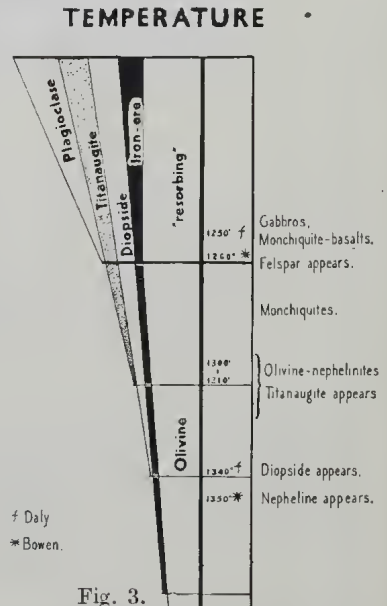 TEMPERATURE
Plagioclase
Titanaugite
Diopside
Iron-ore
"resorbing"
Olivine
1250° ƒ
1260° *
1300°
1310°
1340° ƒ
1350° *
Gabbros,
Monchiquite-basalts.
Felspar appears.
Monchiquites.
Olivine-nephelinites
Titanaugite appears
Diopside appears.
Nepheline appears.
ƒ Daly
* Bowen.
Fig. 3.